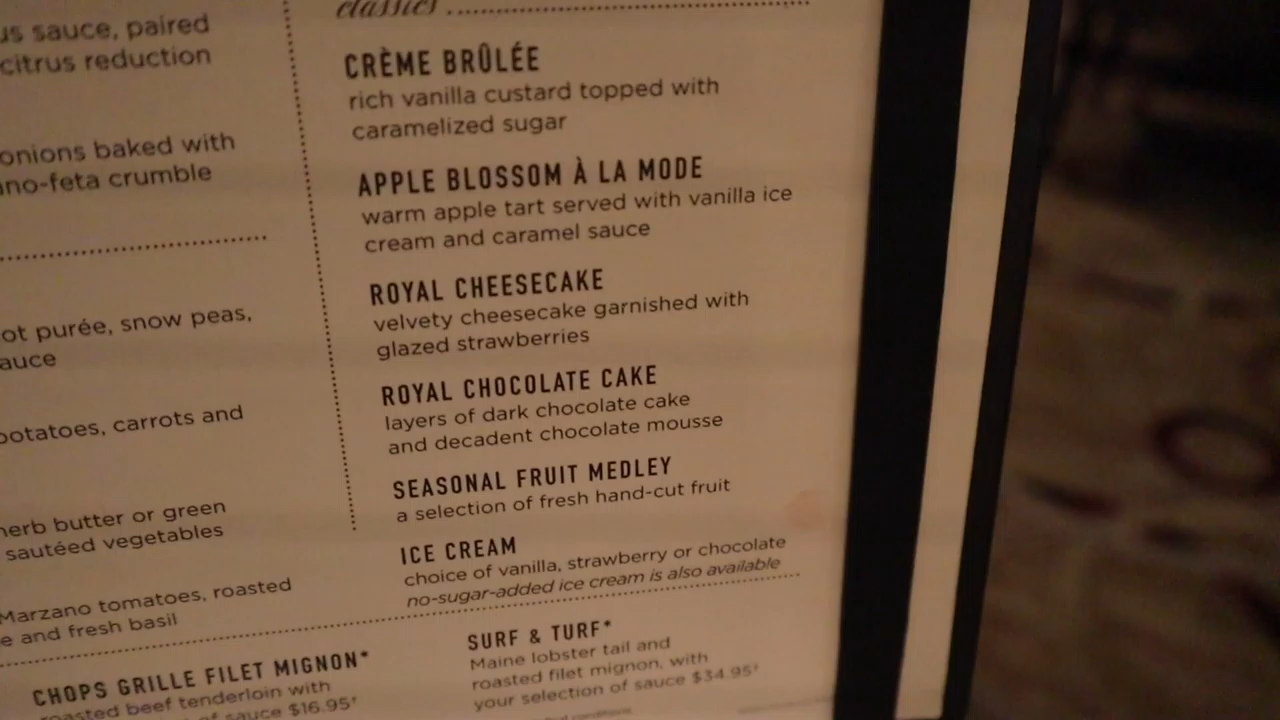 us sauce, paired
citrus reduction
onions baked with
no-feta crumble
ot purée, snow peas,
auce
potatoes, carrots and
herb butter or green
sautéed vegetables
Marzano tomatoes, roasted
e and fresh basil
classics
CRÈME BRÛLÉE
rich vanilla custard topped with
caramelized sugar
APPLE BLOSSOM À LA MODE
warm apple tart served with vanilla ice
cream and caramel sauce
ROYAL CHEESECAKE
velvety cheesecake garnished with
glazed strawberries
ROYAL CHOCOLATE CAKE
layers of dark chocolate cake
and decadent chocolate mousse
SEASONAL FRUIT MEDLEY
a selection of fresh hand-cut fruit
ICE CREAM
choice of vanilla, strawberry or chocolate
no-sugar-added ice cream is also available
CHOPS GRILLE FILET MIGNON*
roasted beef tenderloin with
of sauce $16.95†
SURF & TURF*
Maine lobster tail and
roasted filet mignon, with
your selection of sauce $34.95†